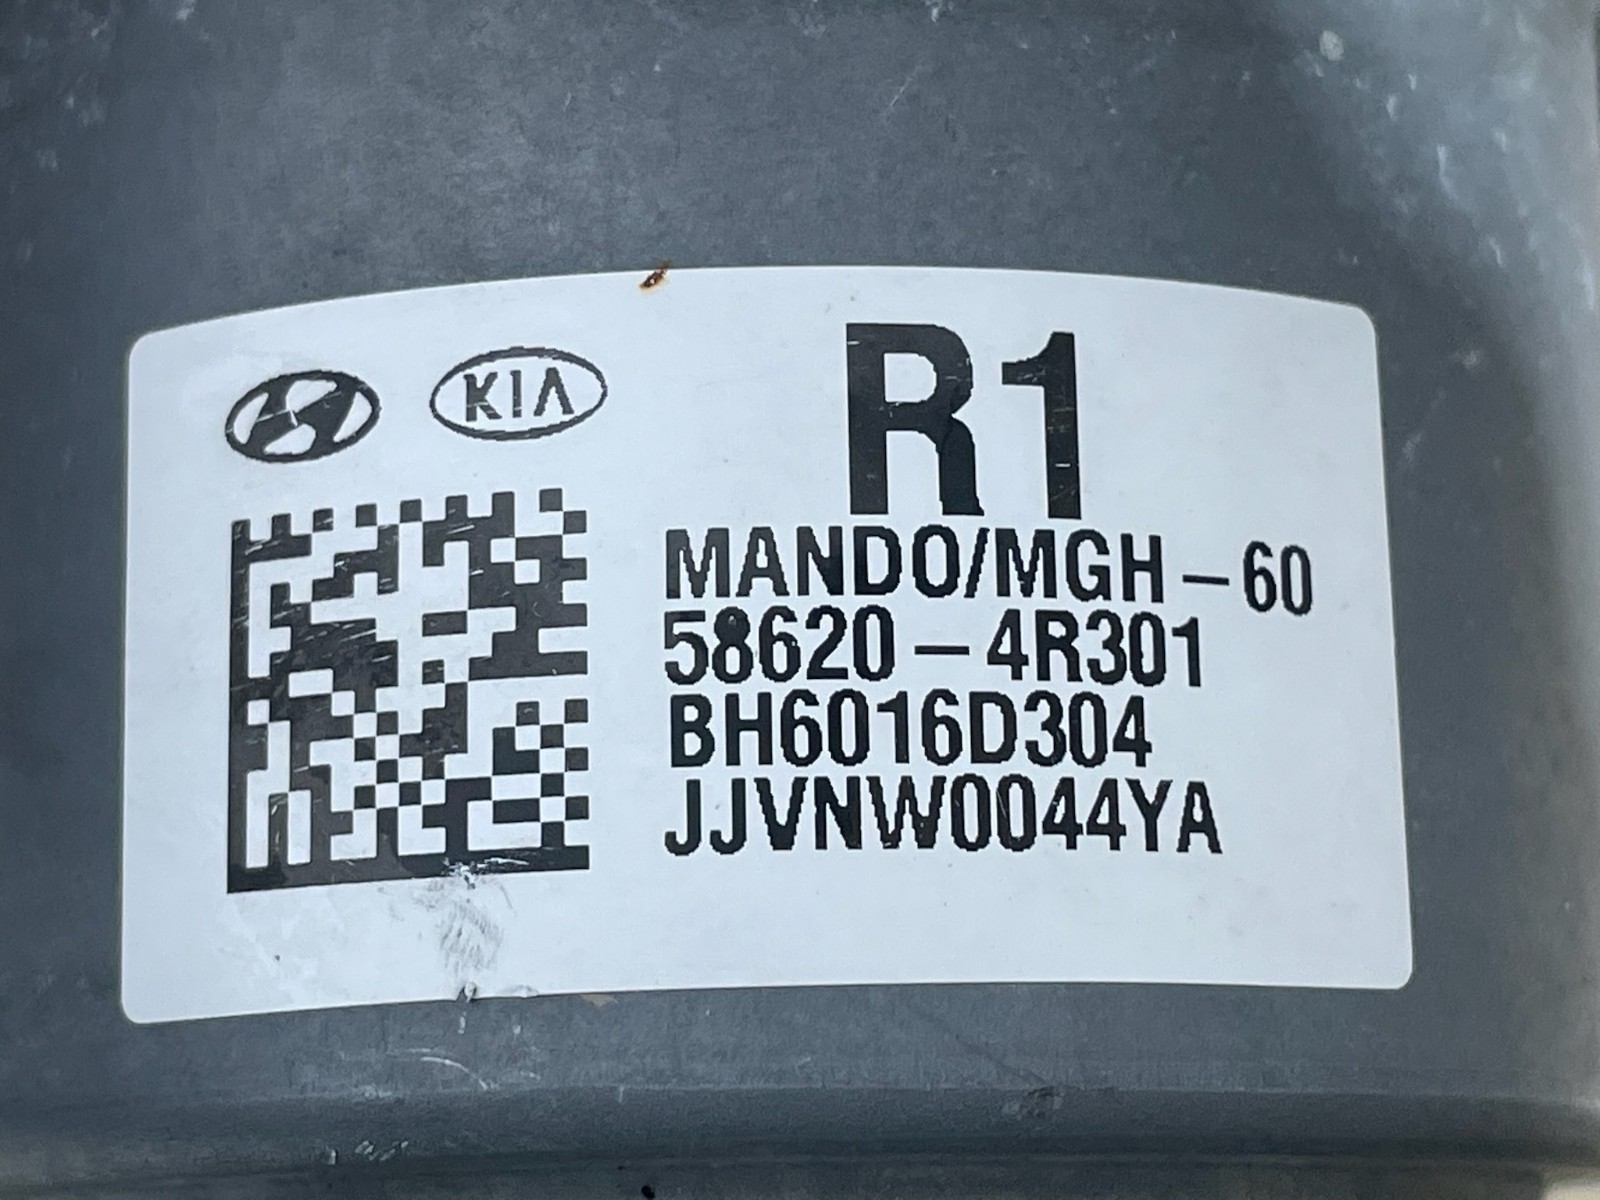 KIA
R1
MANDO/MGH-60
58620-4R301
BH6016D304
JJVNW0044YA